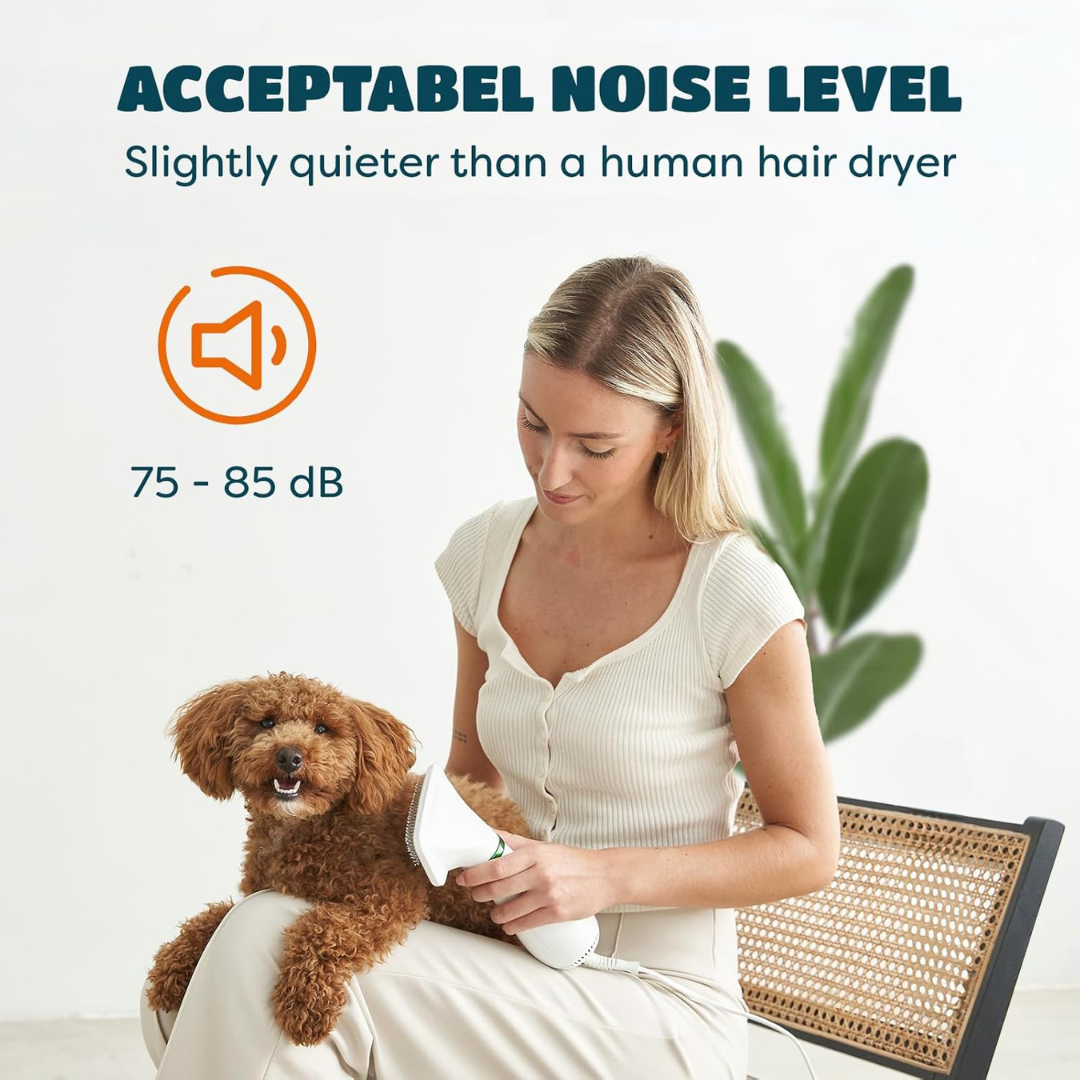 ACCEPTABEL NOISE LEVEL
Slightly quieter than a human hair dryer
75 - 85 dB